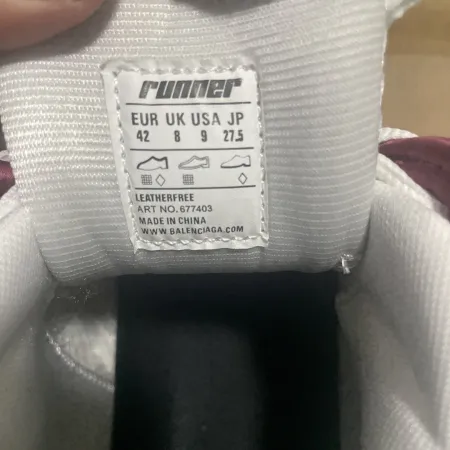 runner
EUR UK USA JP
42 8 9 27.5
LEATHERFREE
ART NO. 677403
MADE IN CHINA
WWW.BALENCIAGA.COM